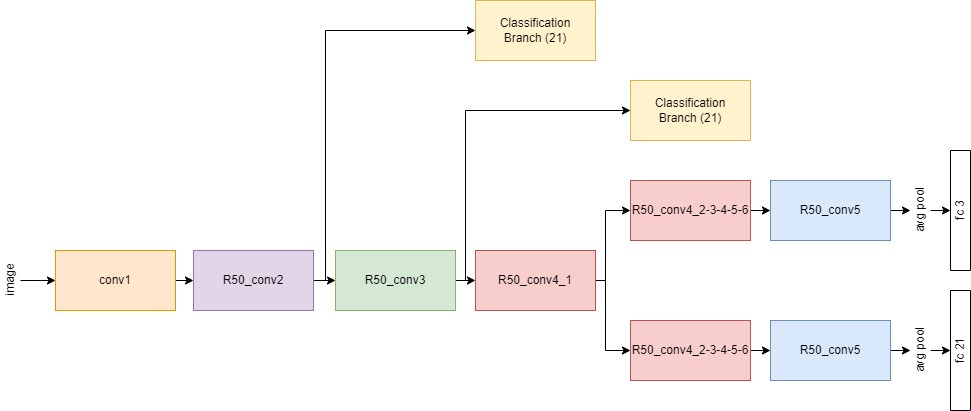 Classification
Branch (21)
Classification
Branch (21)
R50_conv4_2-3-4-5-6
R50_conv5
avg pool
fc 3
image
conv1
R50_conv2
R50_conv3
R50_conv4_1
R50_conv4_2-3-4-5-6
R50_conv5
avg pool
fc 21